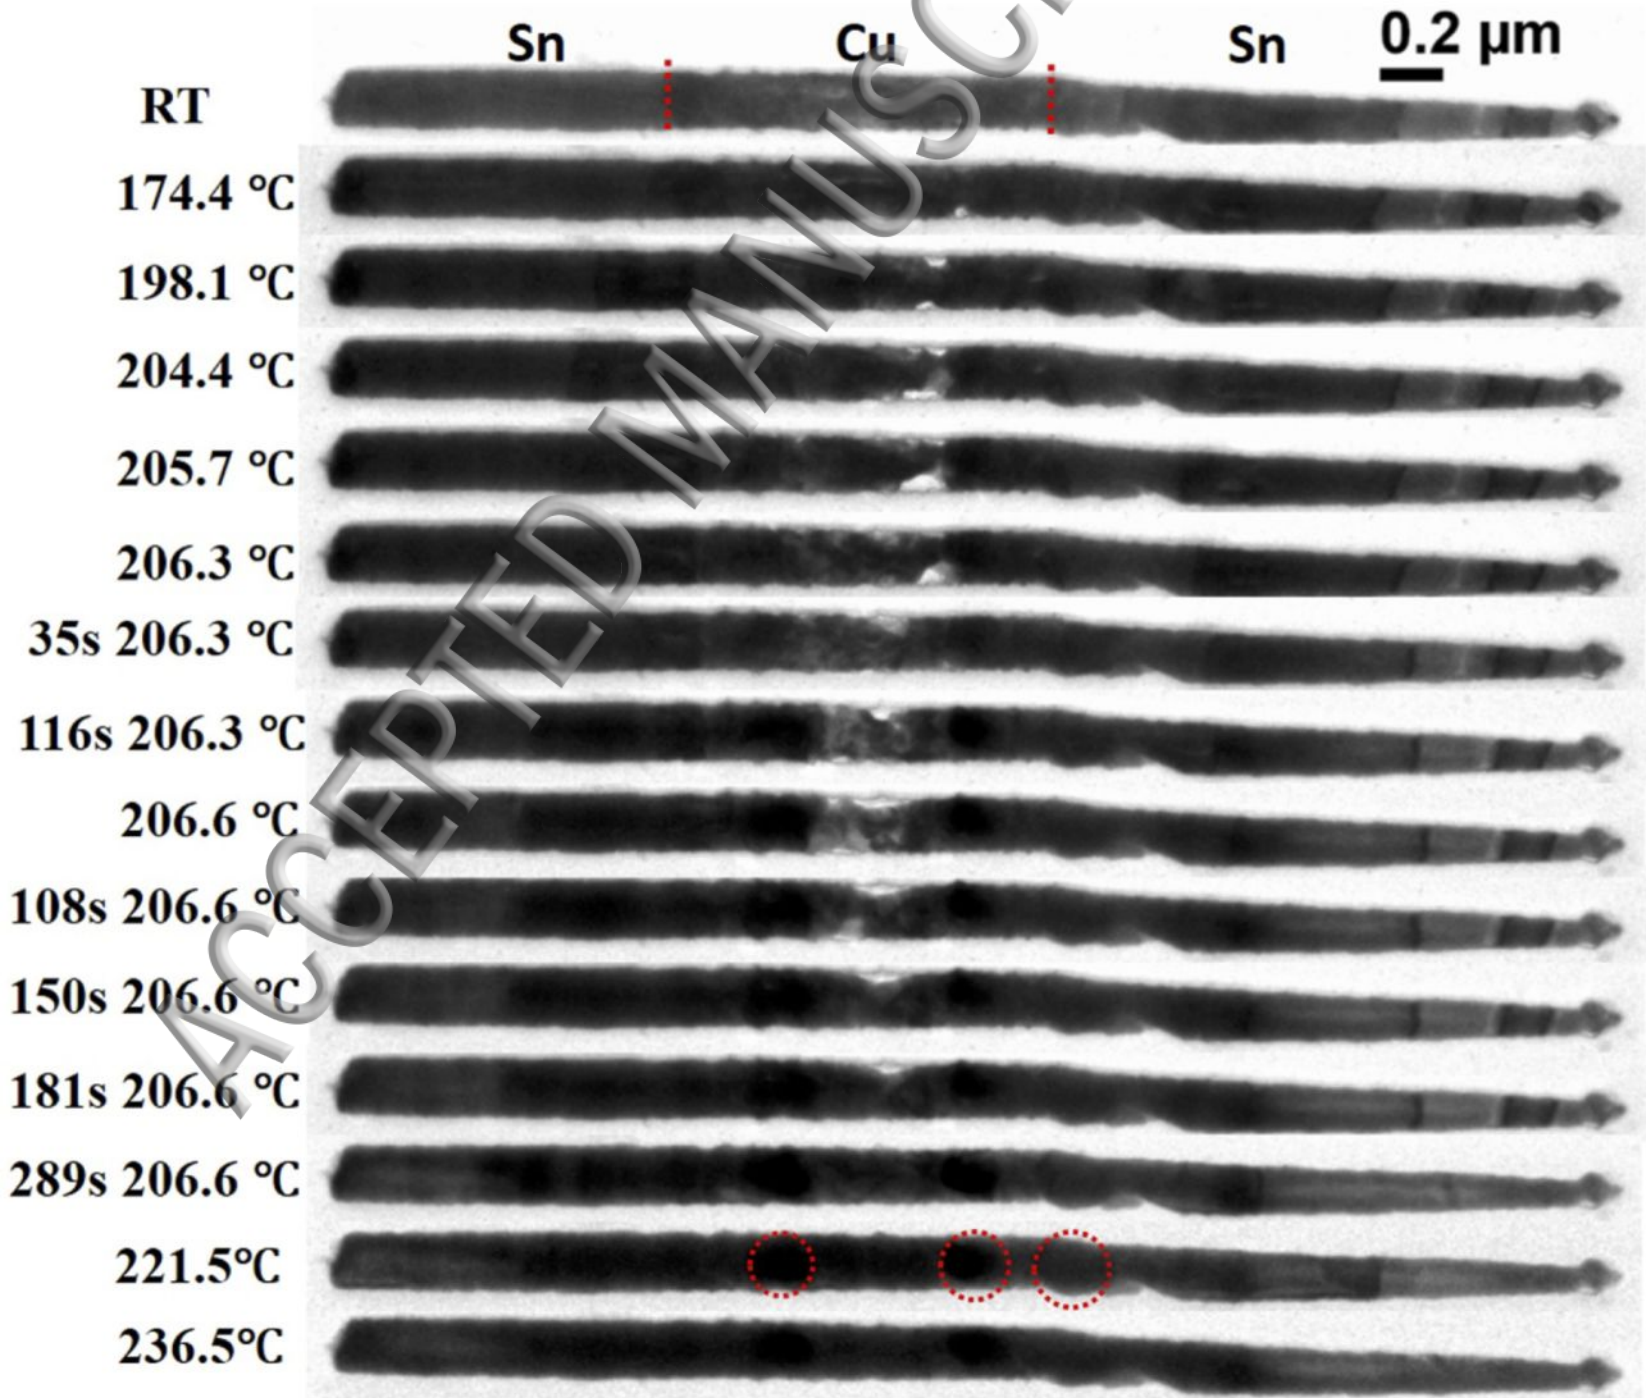 Sn Cu Sn 0.2 µm
RT
174.4 ℃
198.1 ℃
204.4 ℃
205.7 ℃
206.3 ℃
35s 206.3 ℃
116s 206.3 ℃
206.6 ℃
108s 206.6 ℃
150s 206.6 ℃
181s 206.6 ℃
289s 206.6 ℃
221.5℃
236.5℃
ACCEPTED MANUSC